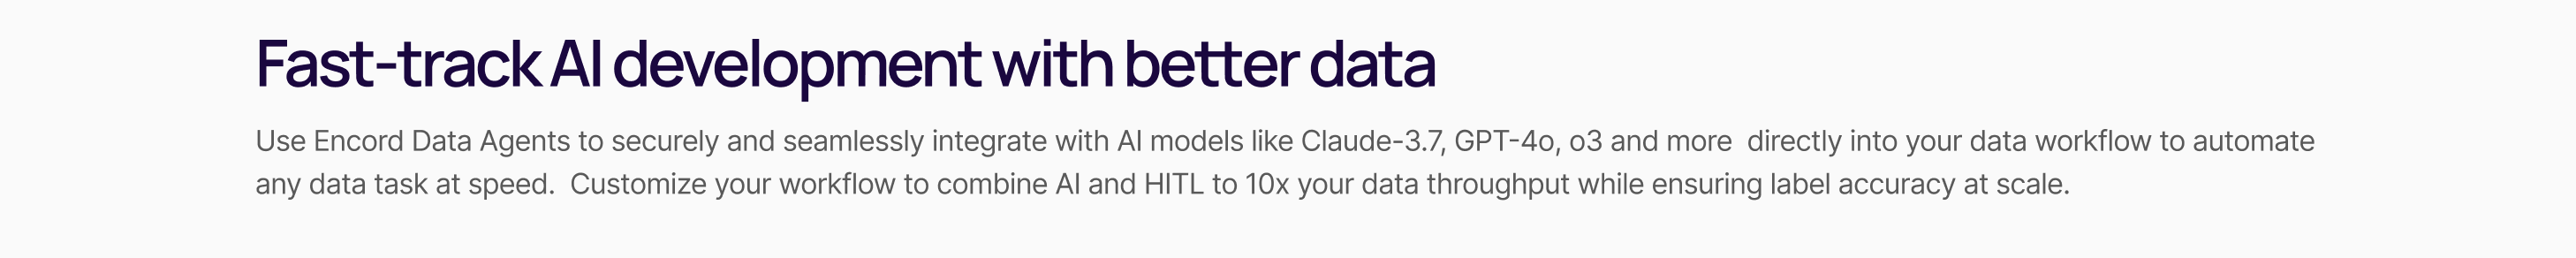 Fast-track AI development with better data
Use Encord Data Agents to securely and seamlessly integrate with AI models like Claude-3.7, GPT-4o, o3 and more  directly into your data workflow to automate
any data task at speed.  Customize your workflow to combine AI and HITL to 10x your data throughput while ensuring label accuracy at scale.